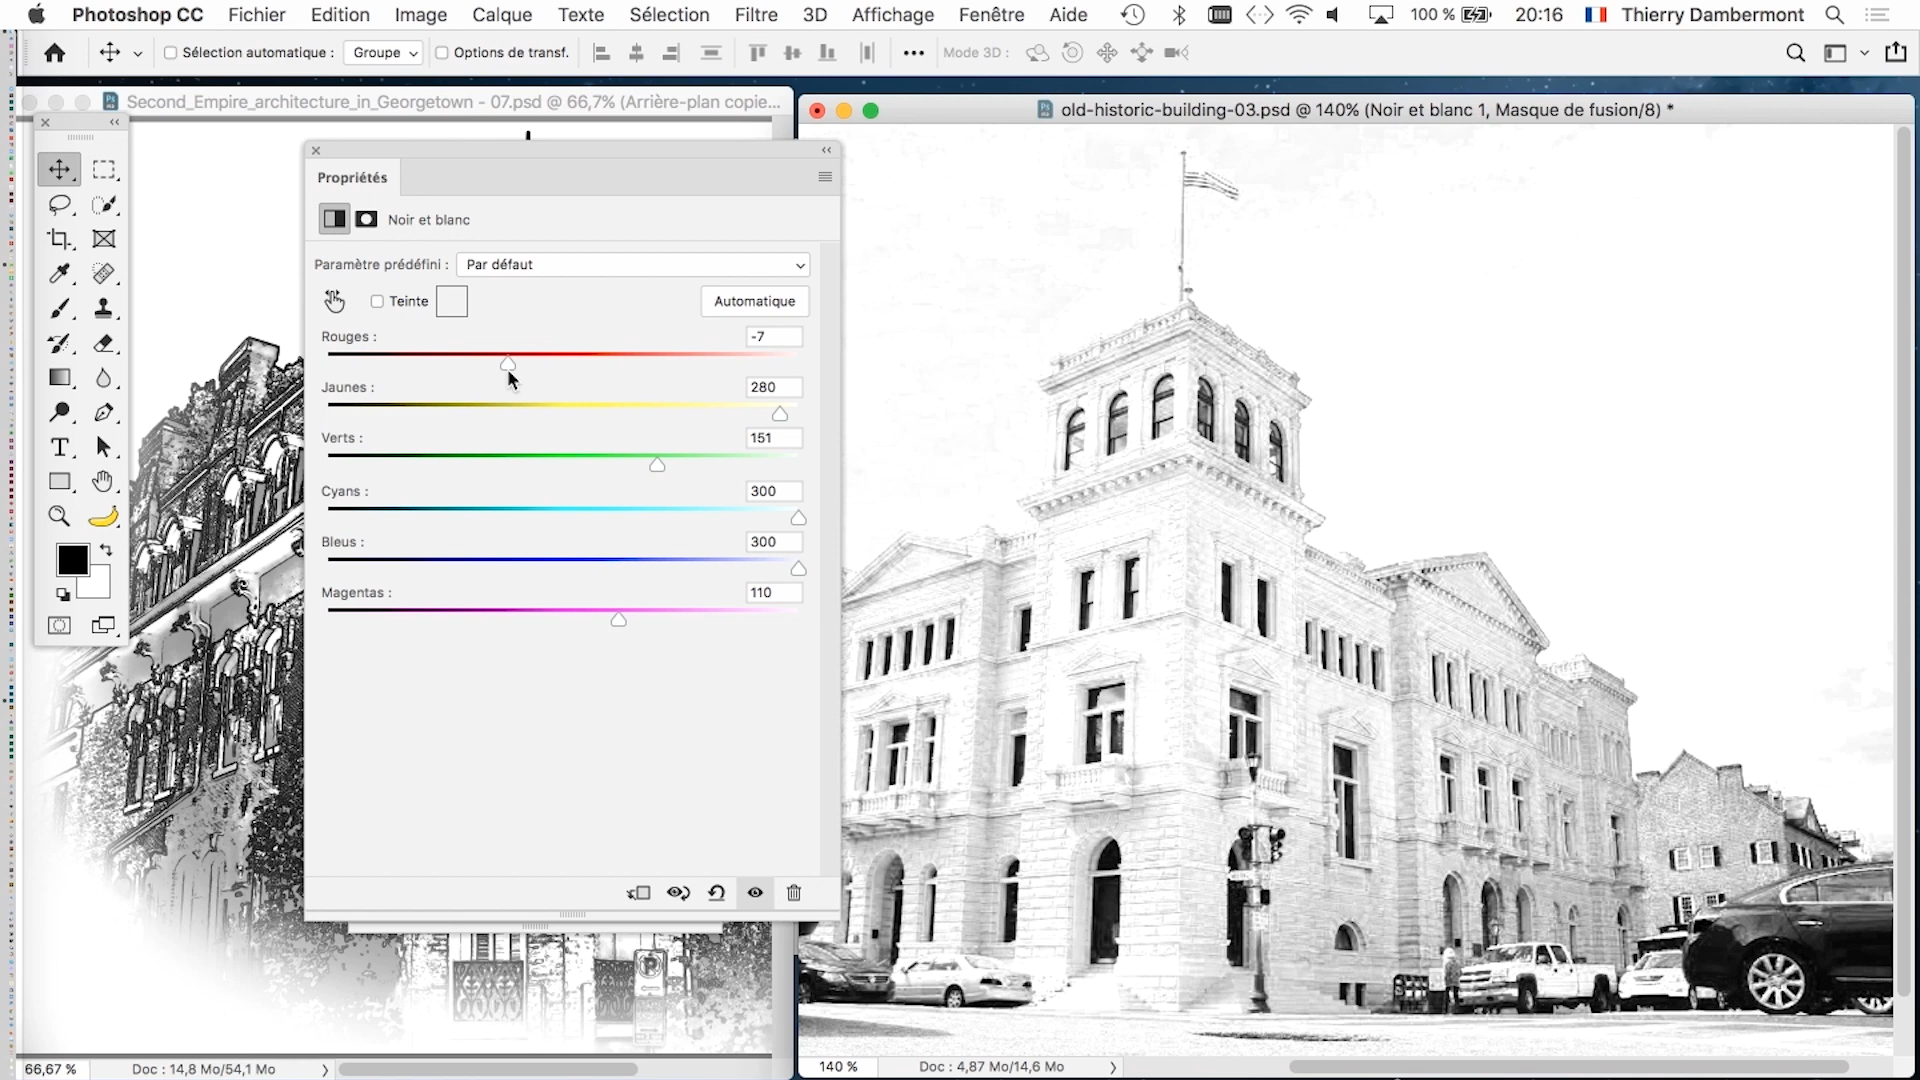 Photoshop CC Fichier Edition Image Calque Texte Sélection Filtre 3D Affichage Fenêtre Aide 100 % 20:16 Thierry Dambermont
Sélection automatique : Groupe Options de transf. Mode 3D :
Second_Empire_architecture_in_Georgetown - 07.psd @ 66,7% (Arrière-plan copie...
old-historic-building-03.psd @ 140% (Noir et blanc 1, Masque de fusion/8) *
Propriétés
Noir et blanc
Paramètre prédéfini : Par défaut
Teinte Automatique
Rouges : -7
Jaunes : 280
Verts : 151
Cyans : 300
Bleus : 300
Magentas : 110
66,67 % Doc : 14,8 Mo/54,1 Mo
140 % Doc : 4,87 Mo/14,6 Mo